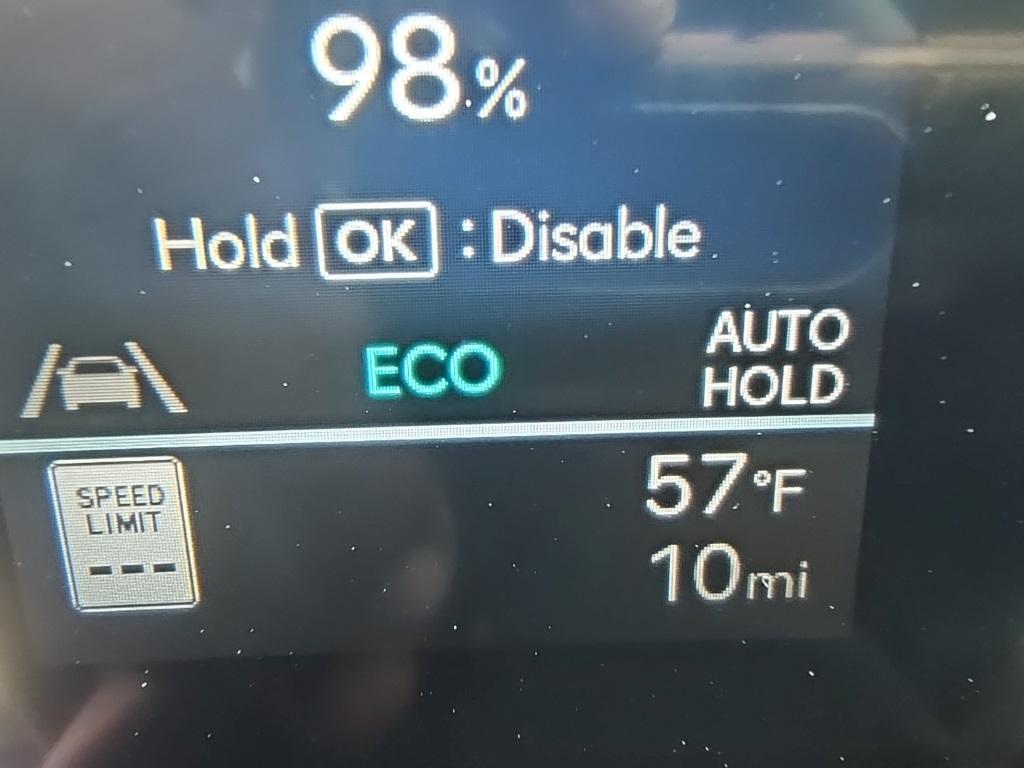 98%
Hold OK : Disable
ECO
AUTO
HOLD
SPEED
LIMIT
---
57°F
10mi